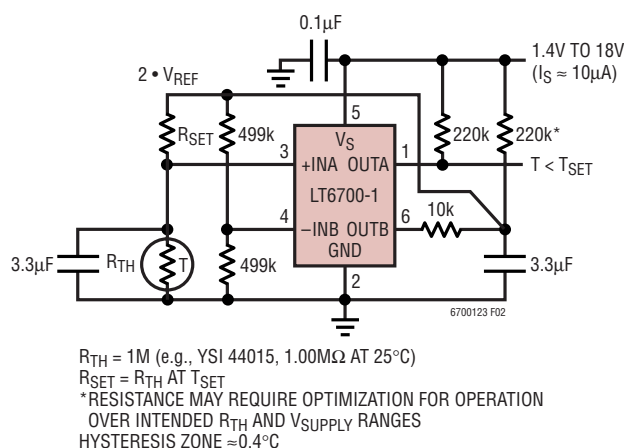 0.1µF
1.4V TO 18V
(IS ≈ 10µA)
2 • VREF
5
RSET
499k
VS
220k
220k*
3
+INA OUTA
1
T < TSET
LT6700-1
4
–INB OUTB
6
10k
GND
3.3µF
RTH
T
499k
2
3.3µF
6700123 F02
RTH = 1M (e.g., YSI 44015, 1.00MΩ AT 25°C)
RSET = RTH AT TSET
*RESISTANCE MAY REQUIRE OPTIMIZATION FOR OPERATION
OVER INTENDED RTH AND VSUPPLY RANGES
HYSTERESIS ZONE ≈0.4°C